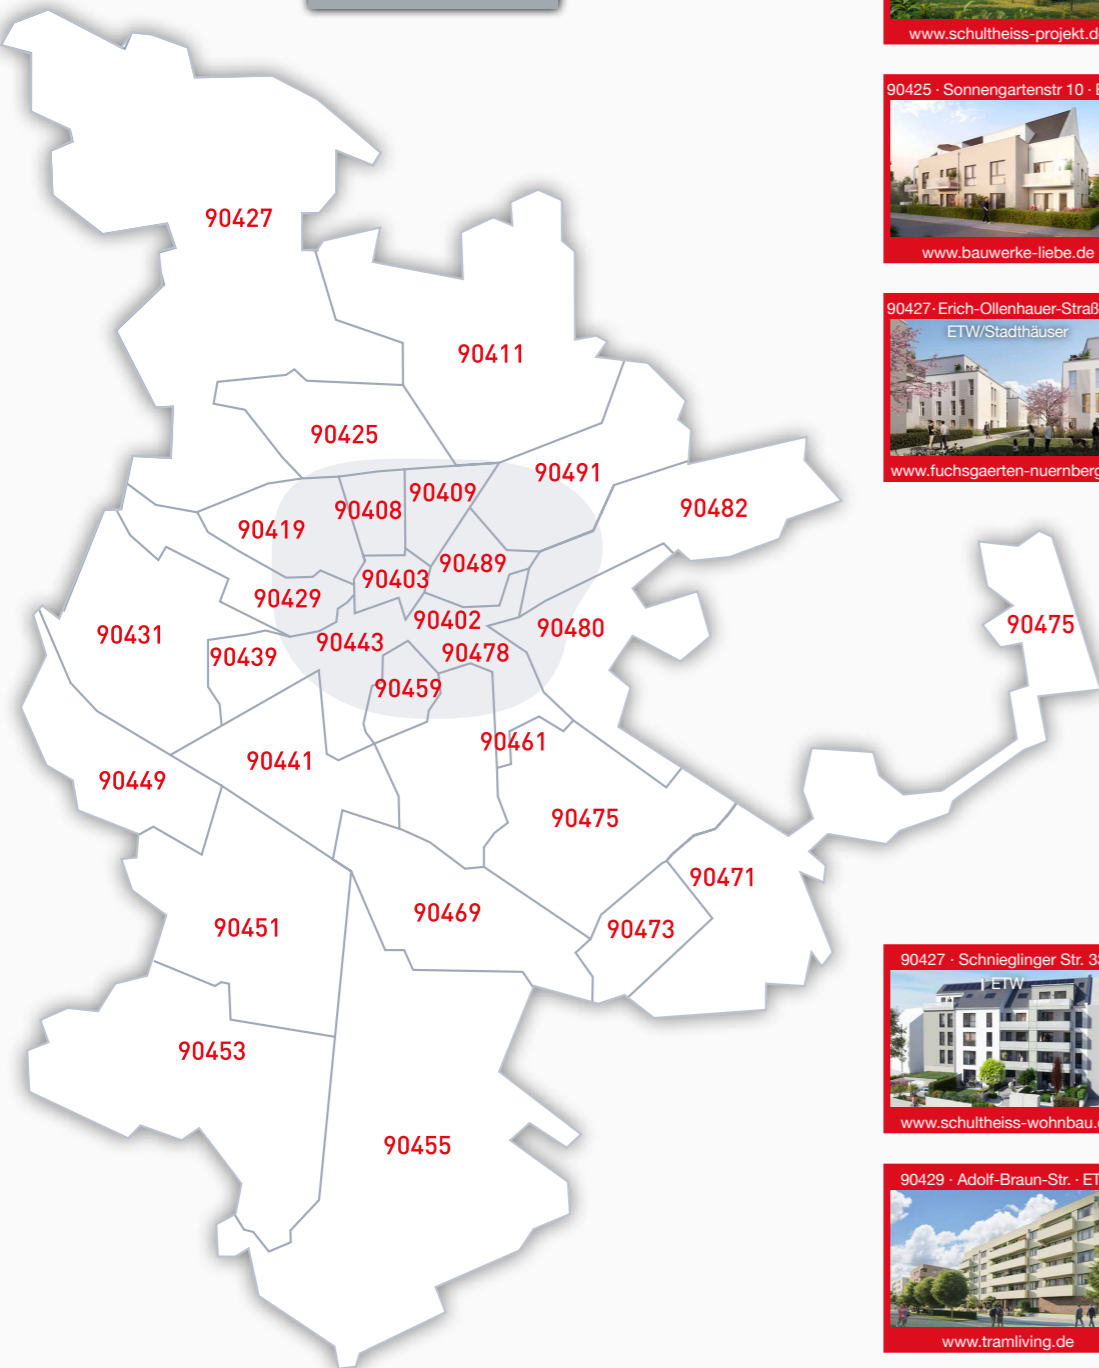 www.schultheiss-projekt.d
90425 · Sonnengartenstr 10 ·
www.bauwerke-liebe.de
90427 · Erich-Ollenhauer-Straß
ETW/Stadthäuser
www.fuchsgaerten-nuernberg
90427
90411
90425
90491
90409
90482
90408
90419
90489
90403
90429
90402
90480
90475
90431
90443
90439
90478
90459
90461
90441
90449
90475
90471
90469
90473
90451
90453
90455
90427 · Schnieglinger Str. 33
ETW
www.schultheiss-wohnbau.
90429 · Adolf-Braun-Str. · ET
www.tramliving.de